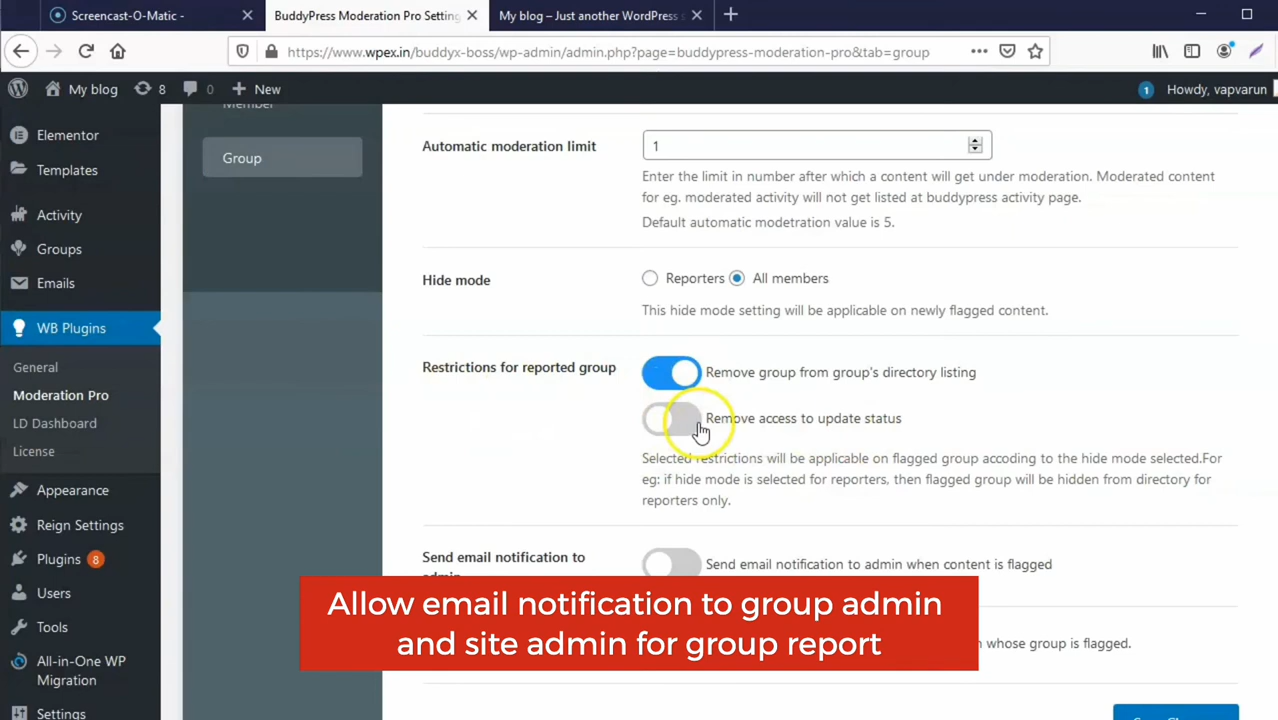 Screencast-O-Matic -
BuddyPress Moderation Pro Setting
My blog – Just another WordPress s
https://www.wpex.in/buddyx-boss/wp-admin/admin.php?page=buddypress-moderation-pro&tab=group
My blog
8
0
New
1
Howdy, vapvarun
Elementor
Templates
Activity
Groups
Emails
WB Plugins
General
Moderation Pro
LD Dashboard
License
Appearance
Reign Settings
Plugins 8
Users
Tools
All-in-One WP
Migration
Settings
Member
Group
Automatic moderation limit
1
Enter the limit in number after which a content will get under moderation. Moderated content
for eg. moderated activity will not get listed at buddypress activity page.
Default automatic modetration value is 5.
Hide mode
Reporters
All members
This hide mode setting will be applicable on newly flagged content.
Restrictions for reported group
Remove group from group's directory listing
Remove access to update status
Selected restrictions will be applicable on flagged group accoding to the hide mode selected.For
eg: if hide mode is selected for reporters, then flagged group will be hidden from directory for
reporters only.
Send email notification to
admin
Send email notification to admin when content is flagged
Allow email notification to group admin
and site admin for group report
whose group is flagged.